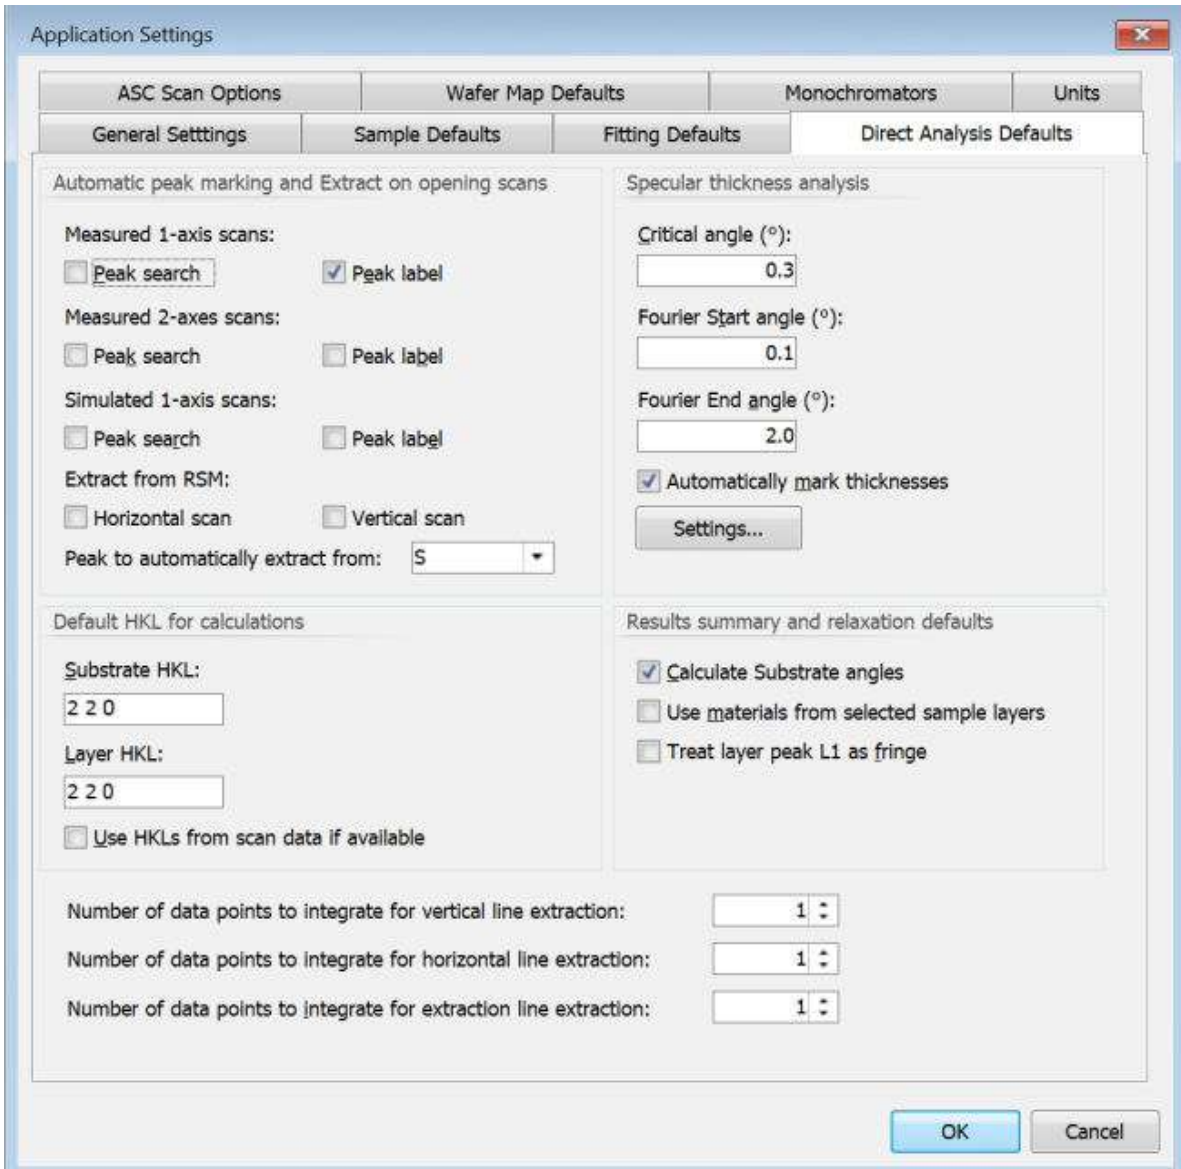 Application Settings
ASC Scan Options Wafer Map Defaults Monochromators Units
General Setttings Sample Defaults Fitting Defaults Direct Analysis Defaults
Automatic peak marking and Extract on opening scans
Measured 1-axis scans:
Peak search Peak label
Measured 2-axes scans:
Peak search Peak label
Simulated 1-axis scans:
Peak search Peak label
Extract from RSM:
Horizontal scan Vertical scan
Peak to automatically extract from: S
Specular thickness analysis
Critical angle (°):
0.3
Fourier Start angle (°):
0.1
Fourier End angle (°):
2.0
Automatically mark thicknesses
Settings...
Default HKL for calculations
Substrate HKL:
2 2 0
Layer HKL:
2 2 0
Use HKLs from scan data if available
Results summary and relaxation defaults
Calculate Substrate angles
Use materials from selected sample layers
Treat layer peak L1 as fringe
Number of data points to integrate for vertical line extraction: 1
Number of data points to integrate for horizontal line extraction: 1
Number of data points to integrate for extraction line extraction: 1
OK Cancel